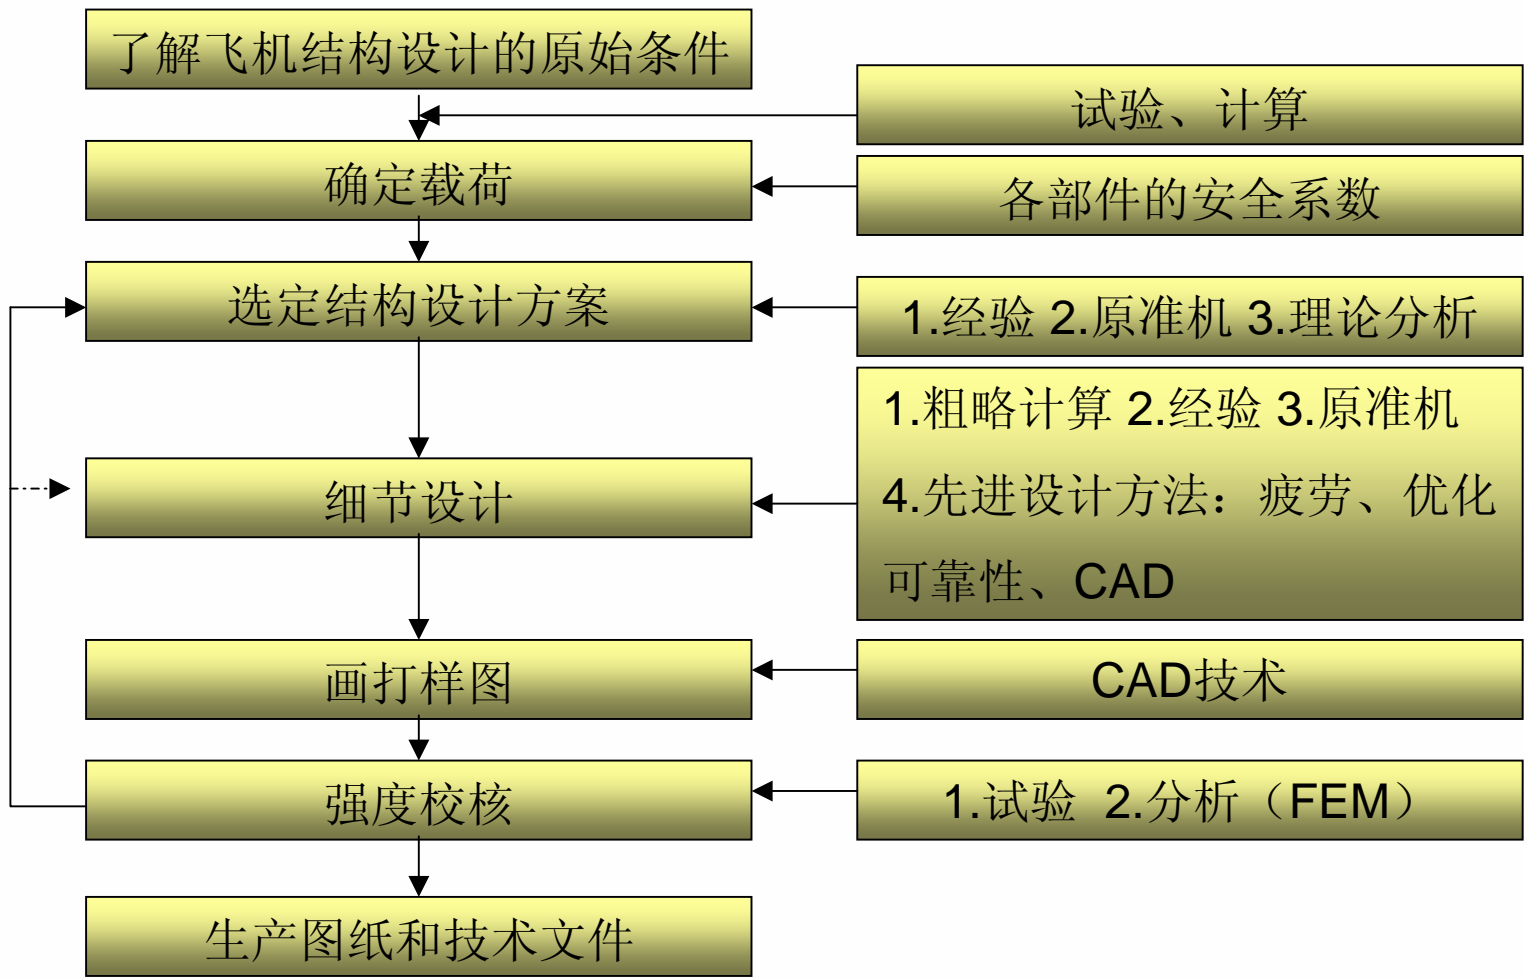 了解飞机结构设计的原始条件
试验、计算
确定载荷
各部件的安全系数
选定结构设计方案
1.经验 2.原准机 3.理论分析
细节设计
1.粗略计算 2.经验 3.原准机
4.先进设计方法：疲劳、优化
可靠性、CAD
画打样图
CAD技术
强度校核
1.试验 2.分析（FEM）
生产图纸和技术文件